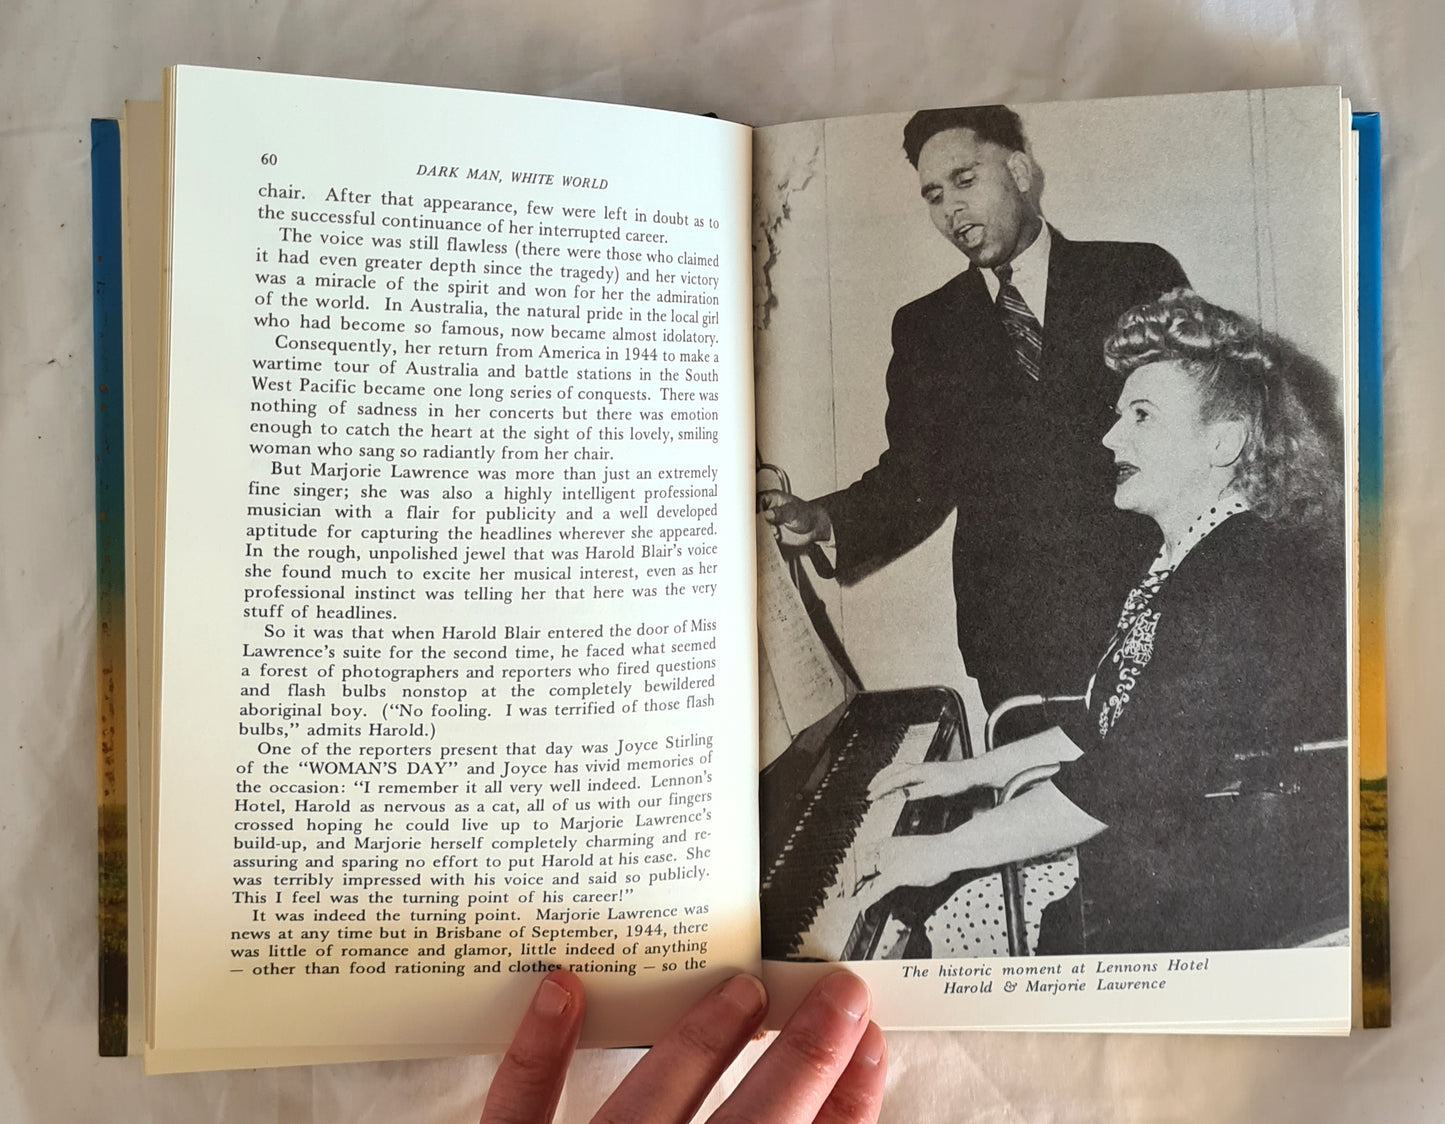 60
DARK MAN, WHITE WORLD
chair. After that appearance, few were left in doubt as to
the successful continuance of her interrupted career.
The voice was still flawless (there were those who claimed
it had even greater depth since the tragedy) and her victory
was a miracle of the spirit and won for her the admiration
of the world. In Australia, the natural pride in the local girl
who had become so famous, now became almost idolatory.
Consequently, her return from America in 1944 to make a
wartime tour of Australia and battle stations in the South
West Pacific became one long series of conquests. There was
nothing of sadness in her concerts but there was emotion
enough to catch the heart at the sight of this lovely, smiling
woman who sang so radiantly from her chair.
But Marjorie Lawrence was more than just an extremely
fine singer; she was also a highly intelligent professional
musician with a flair for publicity and a well developed
aptitude for capturing the headlines wherever she appeared.
In the rough, unpolished jewel that was Harold Blair's voice
she found much to excite her musical interest, even as her
professional instinct was telling her that here was the very
stuff of headlines.
So it was that when Harold Blair entered the door of Miss
Lawrence's suite for the second time, he faced what seemed
a forest of photographers and reporters who fired questions
and flash bulbs nonstop at the completely bewildered
aboriginal boy. ("No fooling. I was terrified of those flash
bulbs," admits Harold.)
One of the reporters present that day was Joyce Stirling
of the "WOMAN'S DAY" and Joyce has vivid memories of
the occasion: "I remember it all very well indeed. Lennon's
Hotel, Harold as nervous as a cat, all of us with our fingers
crossed hoping he could live up to Marjorie Lawrence's
build-up, and Marjorie herself completely charming and re-
assuring and sparing no effort to put Harold at his ease. She
was terribly impressed with his voice and said so publicly.
This I feel was the turning point of his career!"
It was indeed the turning point. Marjorie Lawrence was
news at any time but in Brisbane of September, 1944, there
was little of romance and glamor, little indeed of anything
— other than food rationing and clothes rationing — so the
The historic moment at Lennons Hotel
Harold & Marjorie Lawrence